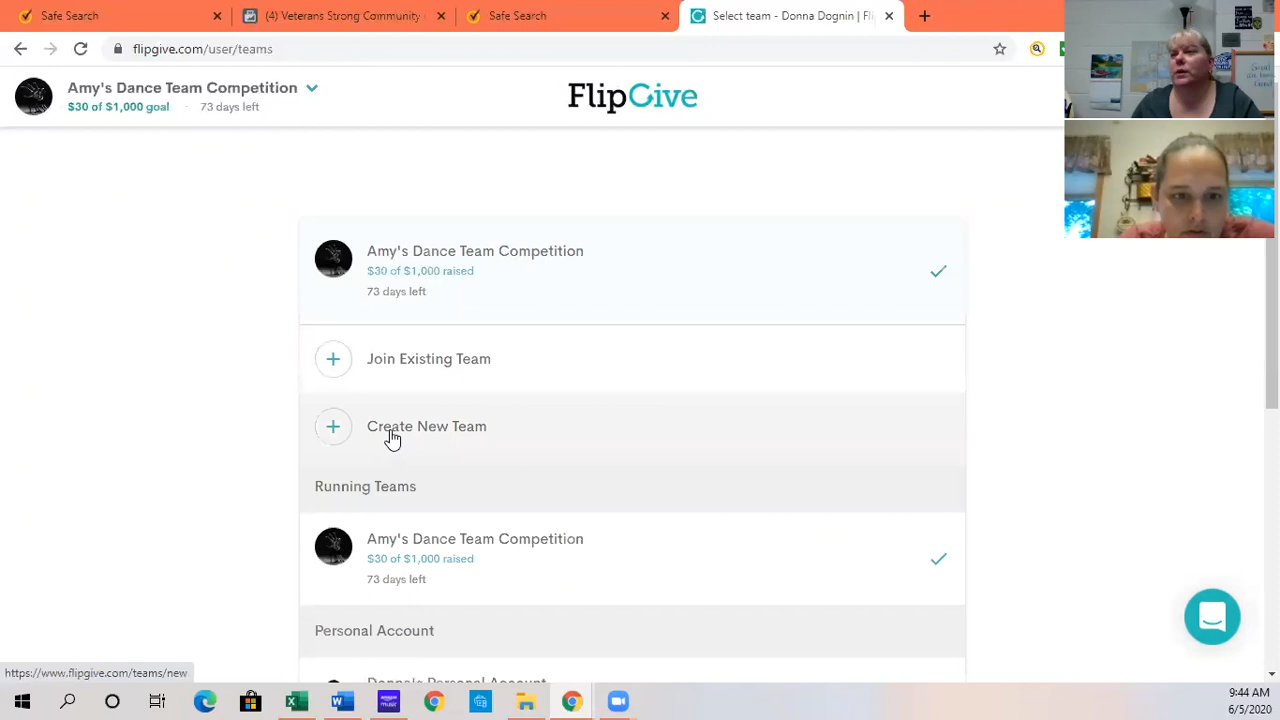 Safe Search
(4) Veterans Strong Community
Safe Search
Select team - Donna Dognin | Fli
flipgive.com/user/teams
Amy's Dance Team Competition
$30 of $1,000 goal · 73 days left
FlipGive
Amy's Dance Team Competition
$30 of $1,000 raised
73 days left
Join Existing Team
Create New Team
Running Teams
Amy's Dance Team Competition
$30 of $1,000 raised
73 days left
Personal Account
Donna's Personal Account
https://www.flipgive.com/teams/new
9:44 AM
6/5/2020